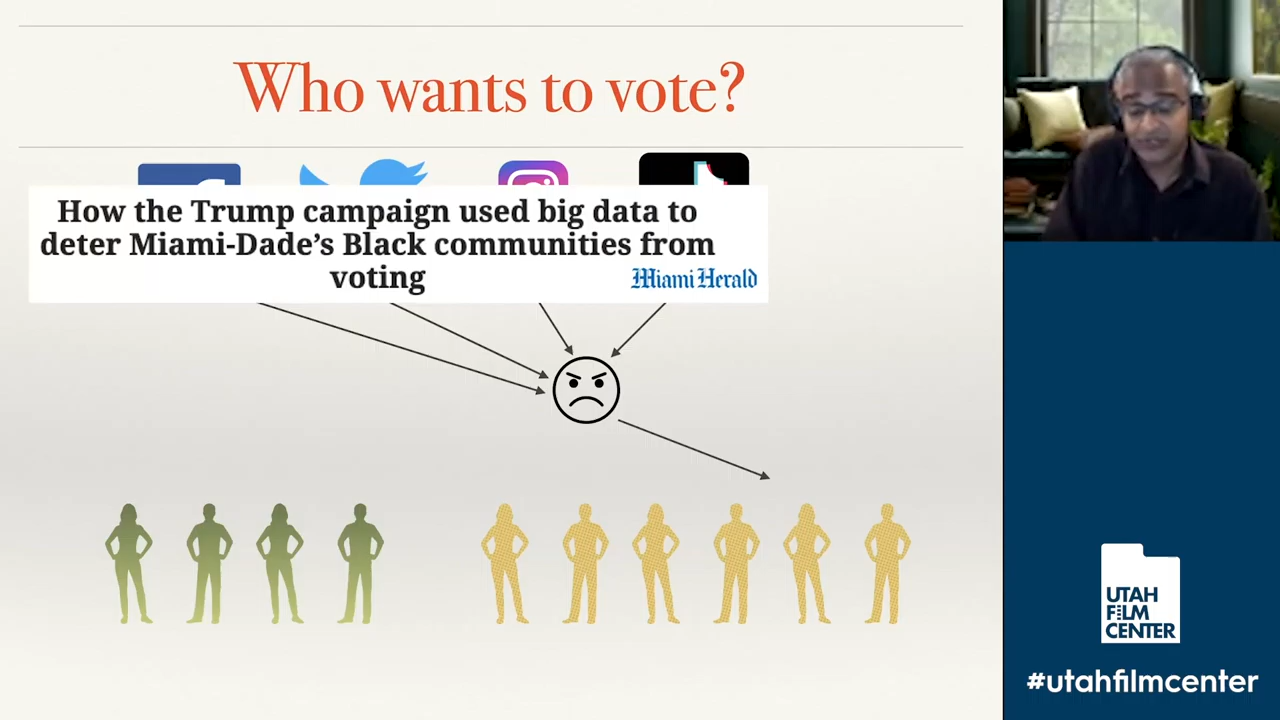 Who wants to vote?
How the Trump campaign used big data to
deter Miami-Dade’s Black communities from
voting
Miami Herald
UTAH
FILM
CENTER
#utahfilmcenter